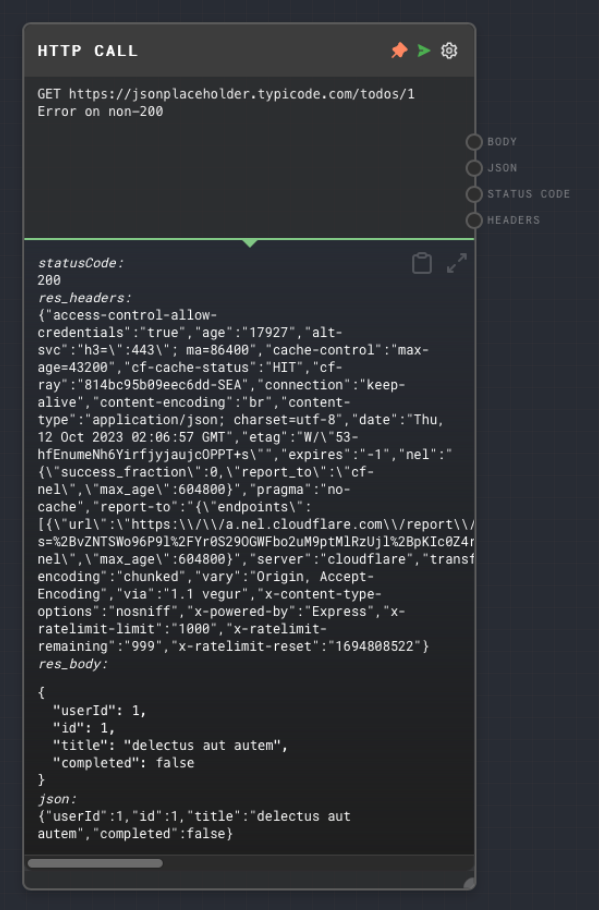 HTTP CALL
GET https://jsonplaceholder.typicode.com/todos/1
Error on non-200
BODY
JSON
STATUS CODE
HEADERS
statusCode:
200
res_headers:
{"access-control-allow-
credentials":"true","age":"17927","alt-
svc":"h3=\":443\"; ma=86400","cache-control":"max-
age=43200","cf-cache-status":"HIT","cf-
ray":"814bc95b09eec6dd-SEA","connection":"keep-
alive","content-encoding":"br","content-
type":"application/json; charset=utf-8","date":"Thu,
12 Oct 2023 02:06:57 GMT","etag":"W/\"53-
hfEnumeNh6YirfjyjaujcOPPT+s\"","expires":"-1","nel":"
{\"success_fraction\":0,\"report_to\":\"cf-
nel\",\"max_age\":604800}","pragma":"no-
cache","report-to":"{\"endpoints\":
[{\"url\":\"https:\\/\\/a.nel.cloudflare.com\\/report\\/
s=%2BvZNTSWo96P9l%2FYr0S29OGWFbo2uM9ptMlRzUjl%2BpKIc0Z4r
nel\",\"max_age\":604800}","server":"cloudflare","transf
encoding":"chunked","vary":"Origin, Accept-
Encoding","via":"1.1 vegur","x-content-type-
options":"nosniff","x-powered-by":"Express","x-
ratelimit-limit":"1000","x-ratelimit-
remaining":"999","x-ratelimit-reset":"1694808522"}
res_body:
{
  "userId": 1,
  "id": 1,
  "title": "delectus aut autem",
  "completed": false
}
json:
{"userId":1,"id":1,"title":"delectus aut
autem","completed":false}